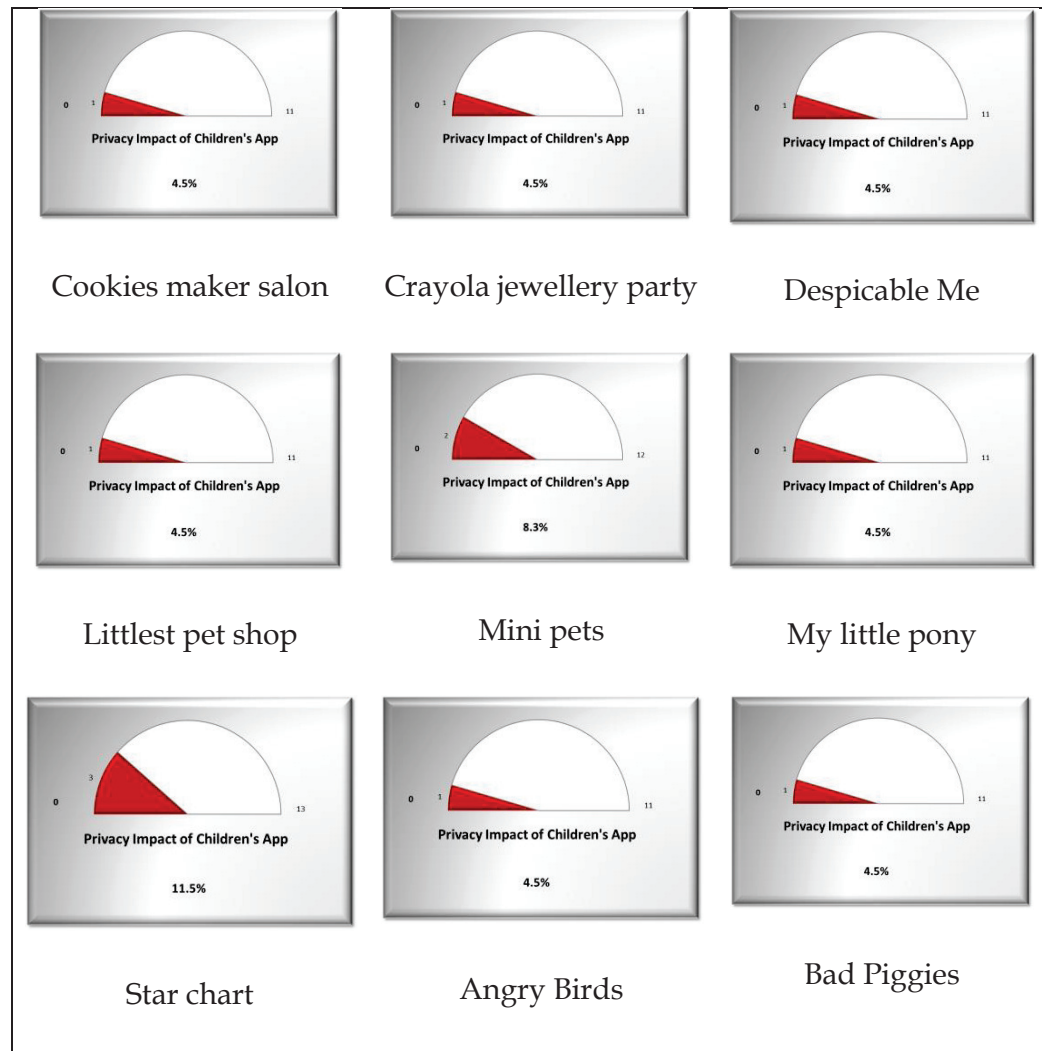 0 1 11
Privacy Impact of Children's App
4.5%
0 1 11
Privacy Impact of Children's App
4.5%
0 1 11
Privacy Impact of Children's App
4.5%
Cookies maker salon
Crayola jewellery party
Despicable Me
0 1 11
Privacy Impact of Children's App
4.5%
0 2 12
Privacy Impact of Children's App
8.3%
0 1 11
Privacy Impact of Children's App
4.5%
Littlest pet shop
Mini pets
My little pony
0 3 13
Privacy Impact of Children's App
11.5%
0 1 11
Privacy Impact of Children's App
4.5%
0 1 11
Privacy Impact of Children's App
4.5%
Star chart
Angry Birds
Bad Piggies